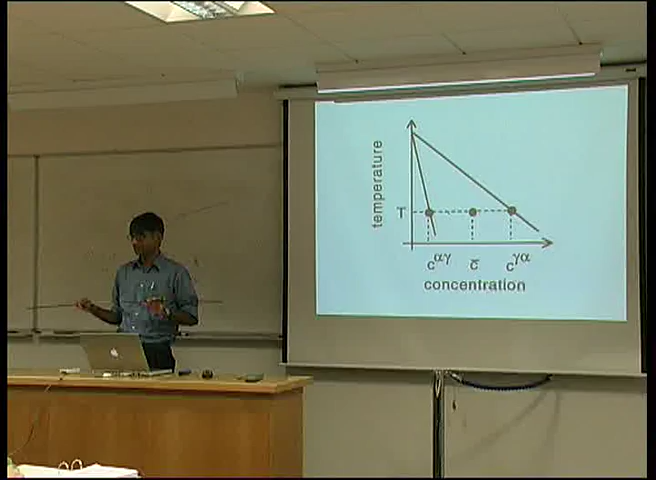 temperature
T
c^αγ c̄ c^γα
concentration